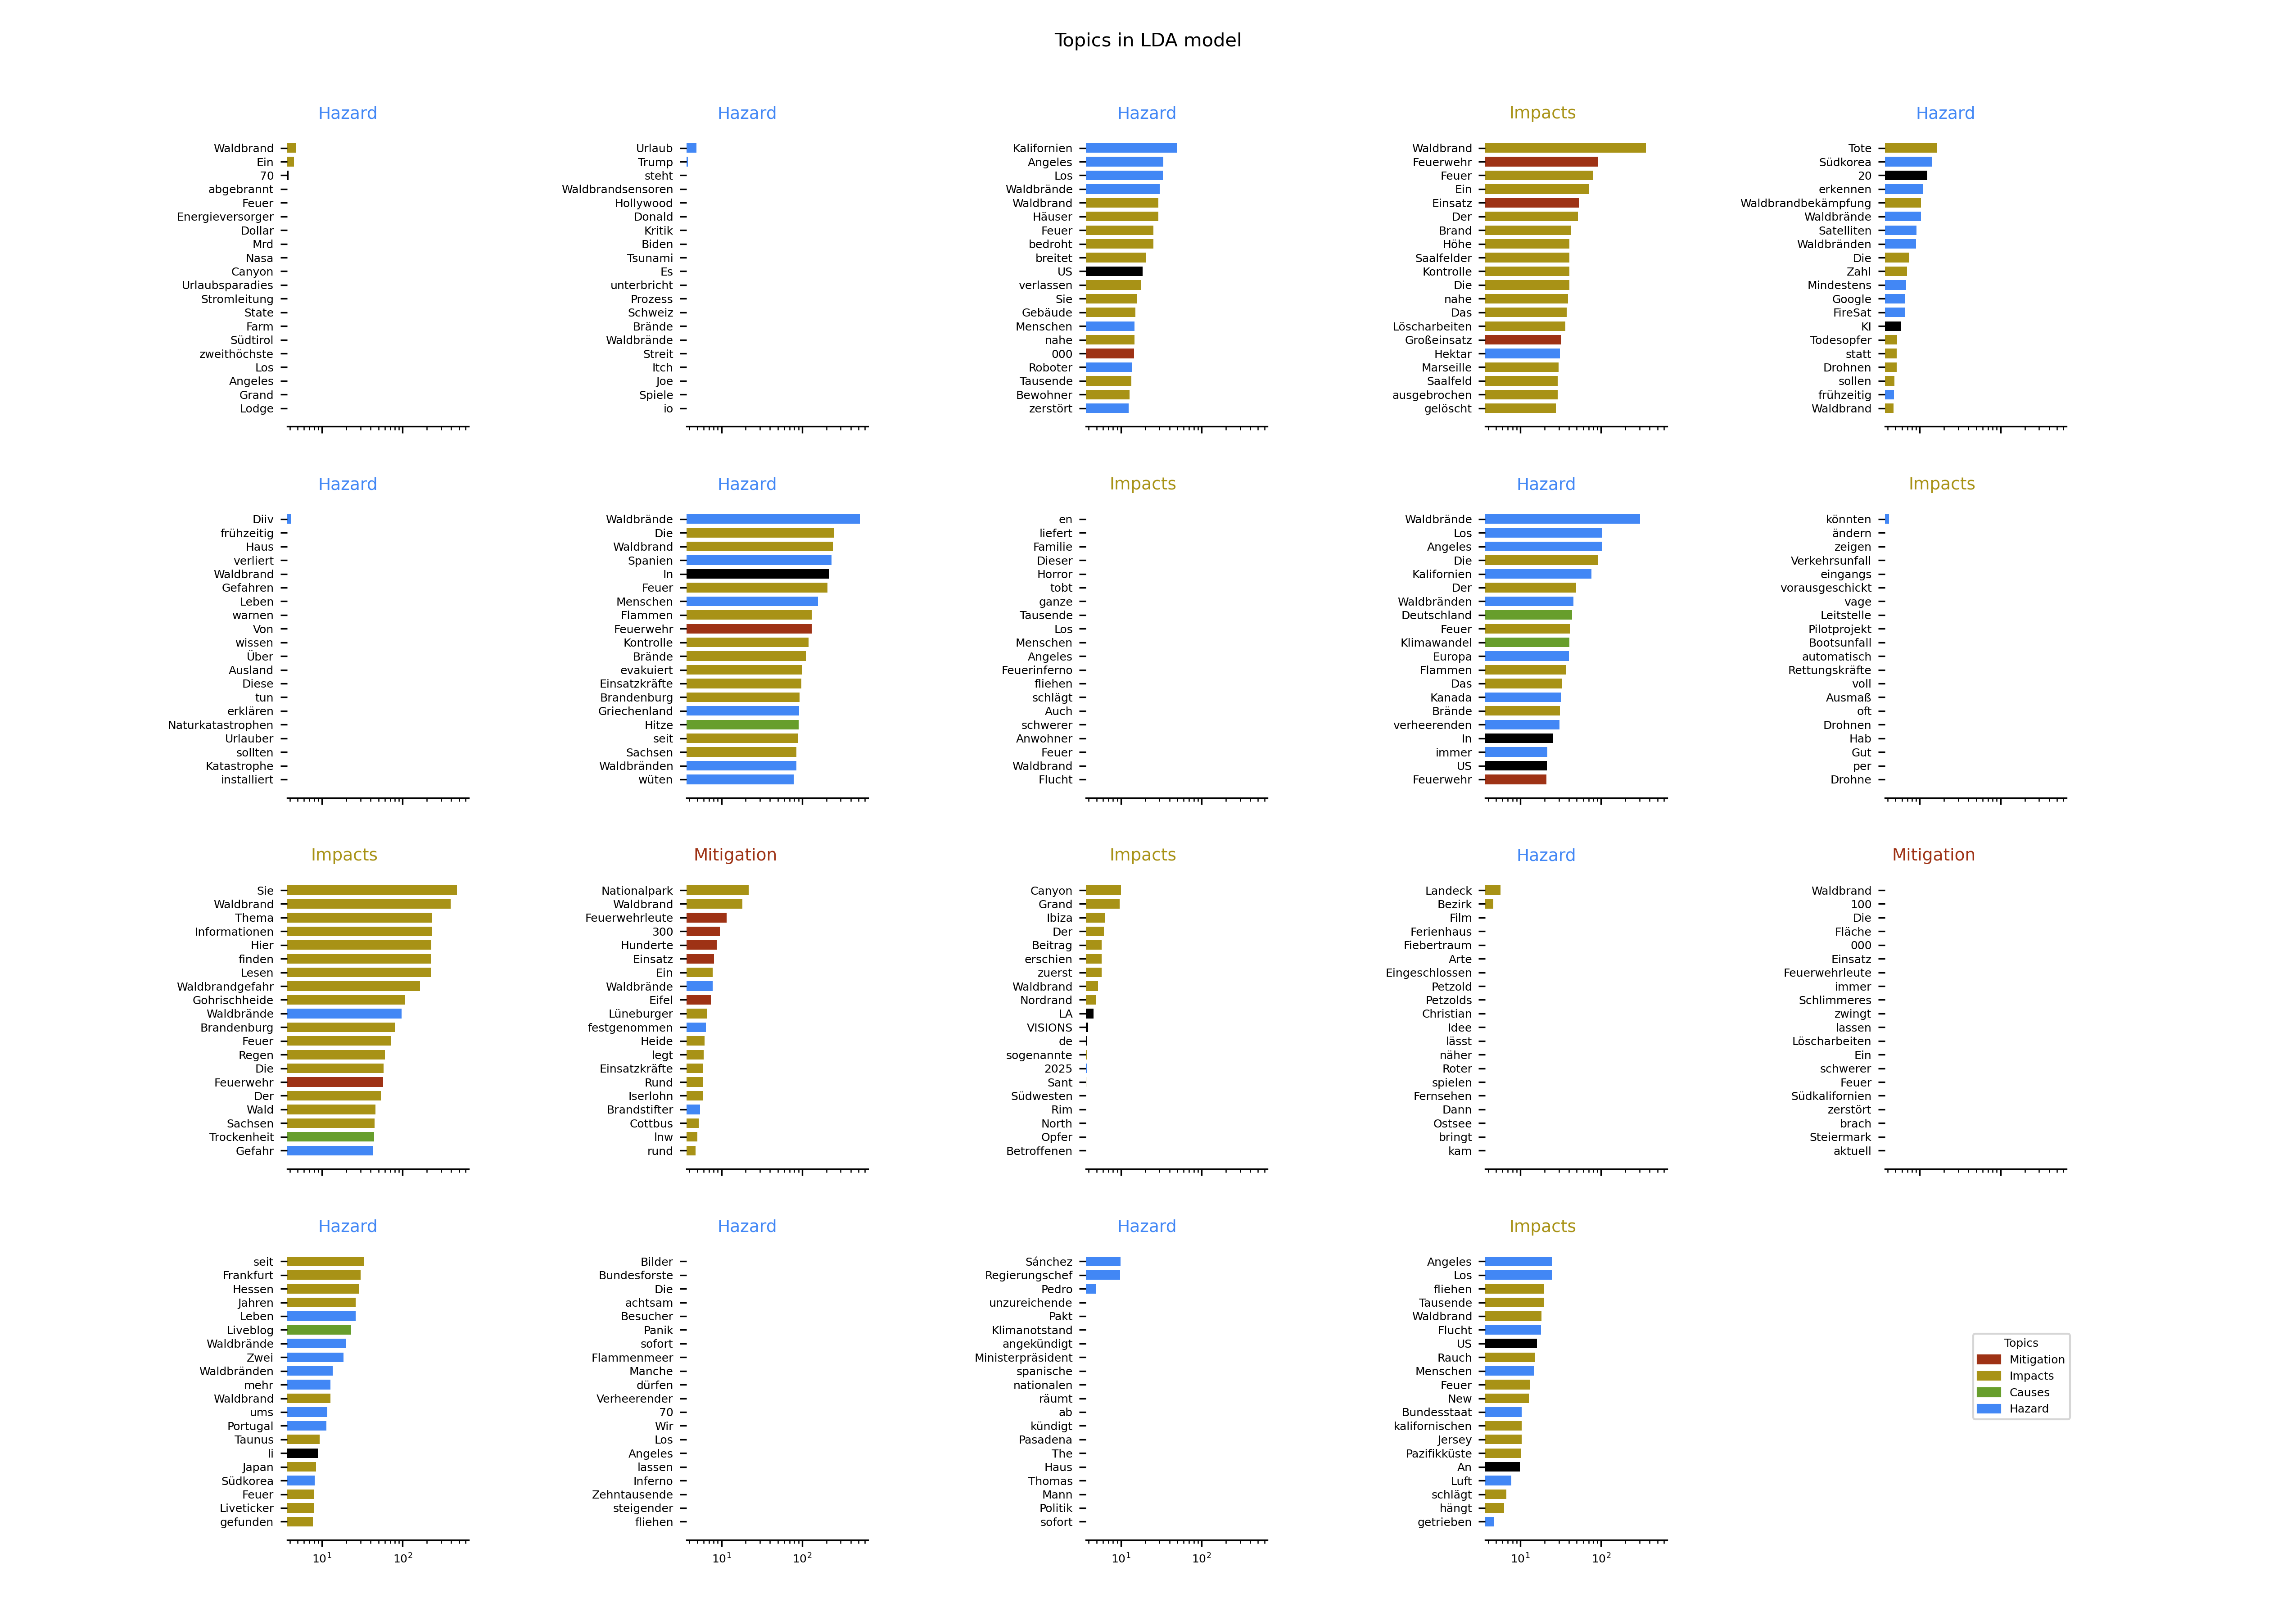 Topics in LDA model
Hazard
Waldbrand
Ein
70
abgebrannt
Feuer
Energieversorger
Dollar
Mrd
Nasa
Canyon
Urlaubsparadies
Stromleitung
State
Farm
Südtirol
zweithöchste
Los
Angeles
Grand
Lodge
Hazard
Urlaub
Trump
steht
Waldbrandsensoren
Hollywood
Donald
Kritik
Biden
Tsunami
Es
unterbricht
Prozess
Schweiz
Brände
Waldbrände
Streit
Itch
Joe
Spiele
io
Hazard
Kalifornien
Angeles
Los
Waldbrände
Waldbrand
Häuser
Feuer
bedroht
breitet
US
verlassen
Sie
Gebäude
Menschen
nahe
000
Roboter
Tausende
Bewohner
zerstört
Impacts
Waldbrand
Feuerwehr
Feuer
Ein
Einsatz
Der
Brand
Höhe
Saalfelder
Kontrolle
Die
nahe
Das
Löscharbeiten
Großeinsatz
Hektar
Marseille
Saalfeld
ausgebrochen
gelöscht
Hazard
Tote
Südkorea
20
erkennen
Waldbrandbekämpfung
Waldbrände
Satelliten
Waldbränden
Die
Zahl
Mindestens
Google
FireSat
KI
Todesopfer
statt
Drohnen
sollen
frühzeitig
Waldbrand
Hazard
Diiv
frühzeitig
Haus
verliert
Waldbrand
Gefahren
Leben
warnen
Von
wissen
Über
Ausland
Diese
tun
erklären
Naturkatastrophen
Urlauber
sollten
Katastrophe
installiert
Hazard
Waldbrände
Die
Waldbrand
Spanien
In
Feuer
Menschen
Flammen
Feuerwehr
Kontrolle
Brände
evakuiert
Einsatzkräfte
Brandenburg
Griechenland
Hitze
seit
Sachsen
Waldbränden
wüten
Impacts
en
liefert
Familie
Dieser
Horror
tobt
ganze
Tausende
Los
Menschen
Angeles
Feuerinferno
fliehen
schlägt
Auch
schwerer
Anwohner
Feuer
Waldbrand
Flucht
Hazard
Waldbrände
Los
Angeles
Die
Kalifornien
Der
Waldbränden
Deutschland
Feuer
Klimawandel
Europa
Flammen
Das
Kanada
Brände
verheerenden
In
immer
US
Feuerwehr
Impacts
könnten
ändern
zeigen
Verkehrsunfall
eingangs
vorausgeschickt
vage
Leitstelle
Pilotprojekt
Bootsunfall
automatisch
Rettungskräfte
voll
Ausmaß
oft
Drohnen
Hab
Gut
per
Drohne
Impacts
Sie
Waldbrand
Thema
Informationen
Hier
finden
Lesen
Waldbrandgefahr
Gohrischheide
Waldbrände
Brandenburg
Feuer
Regen
Die
Feuerwehr
Der
Wald
Sachsen
Trockenheit
Gefahr
Mitigation
Nationalpark
Waldbrand
Feuerwehrleute
300
Hunderte
Einsatz
Ein
Waldbrände
Eifel
Lüneburger
festgenommen
Heide
legt
Einsatzkräfte
Rund
Iserlohn
Brandstifter
Cottbus
lnw
rund
Impacts
Canyon
Grand
Ibiza
Der
Beitrag
erschien
zuerst
Waldbrand
Nordrand
LA
VISIONS
de
sogenannte
2025
Sant
Südwesten
Rim
North
Opfer
Betroffenen
Hazard
Landeck
Bezirk
Film
Ferienhaus
Fiebertraum
Arte
Eingeschlossen
Petzold
Petzolds
Christian
Idee
lässt
näher
Roter
spielen
Fernsehen
Dann
Ostsee
bringt
kam
Mitigation
Waldbrand
100
Die
Fläche
000
Einsatz
Feuerwehrleute
immer
Schlimmeres
zwingt
lassen
Löscharbeiten
Ein
schwerer
Feuer
Südkalifornien
zerstört
brach
Steiermark
aktuell
Hazard
seit
Frankfurt
Hessen
Jahren
Leben
Liveblog
Waldbrände
Zwei
Waldbränden
mehr
Waldbrand
ums
Portugal
Taunus
li
Japan
Südkorea
Feuer
Liveticker
gefunden
10¹ 10²
Hazard
Bilder
Bundesforste
Die
achtsam
Besucher
Panik
sofort
Flammenmeer
Manche
dürfen
Verheerender
70
Wir
Los
Angeles
lassen
Inferno
Zehntausende
steigender
fliehen
10¹ 10²
Hazard
Sánchez
Regierungschef
Pedro
unzureichende
Pakt
Klimanotstand
angekündigt
Ministerpräsident
spanische
nationalen
räumt
ab
kündigt
Pasadena
The
Haus
Thomas
Mann
Politik
sofort
10¹ 10²
Impacts
Angeles
Los
fliehen
Tausende
Waldbrand
Flucht
US
Rauch
Menschen
Feuer
New
Bundesstaat
kalifornischen
Jersey
Pazifikküste
An
Luft
schlägt
hängt
getrieben
10¹ 10²
Topics
Mitigation
Impacts
Causes
Hazard